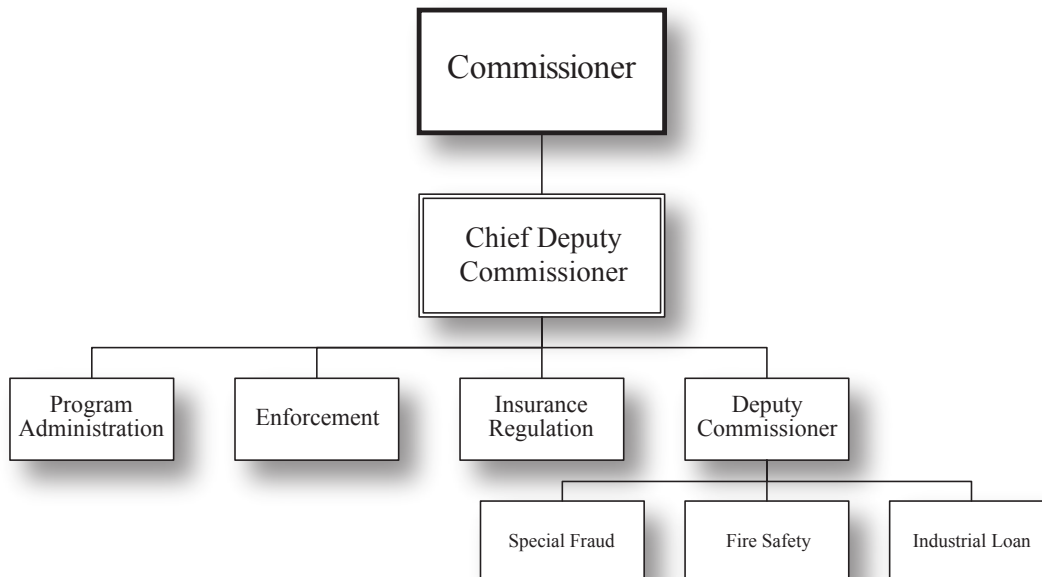 Commissioner
Chief Deputy
Commissioner
Program
Administration
Enforcement
Insurance
Regulation
Deputy
Commissioner
Special Fraud
Fire Safety
Industrial Loan